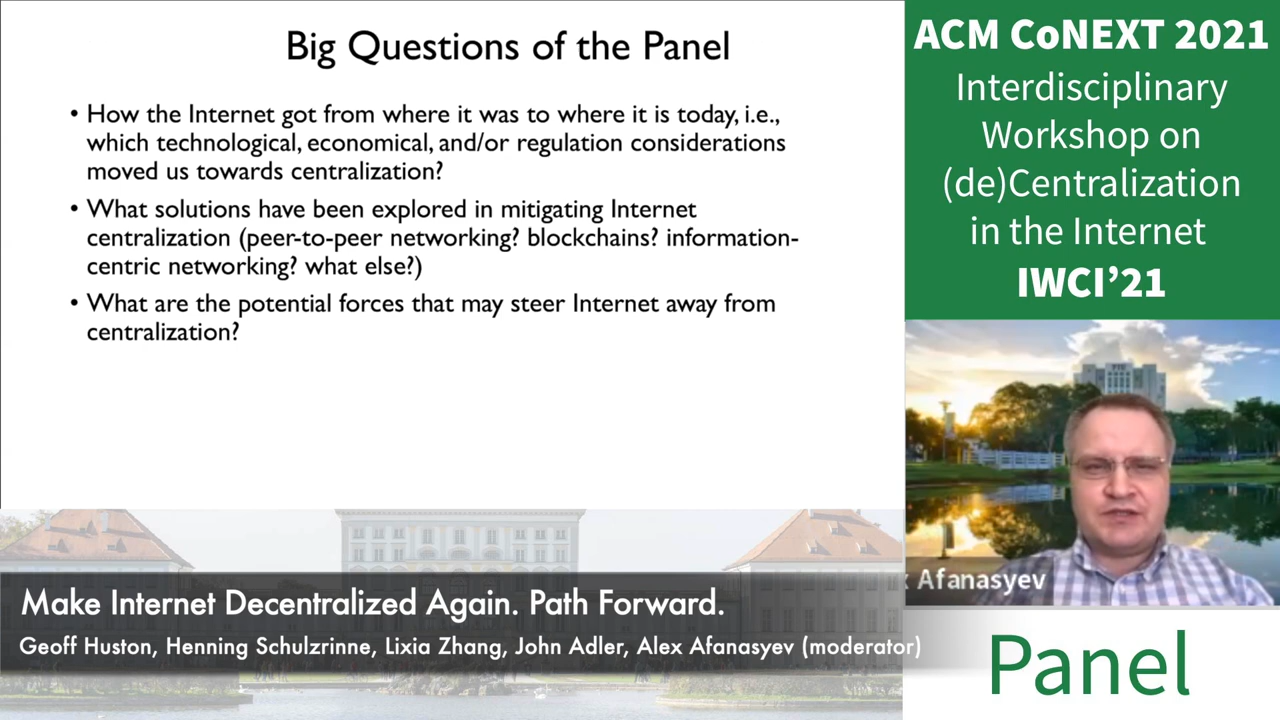 Big Questions of the Panel
• How the Internet got from where it was to where it is today, i.e.,
which technological, economical, and/or regulation considerations
moved us towards centralization?
• What solutions have been explored in mitigating Internet
centralization (peer-to-peer networking? blockchains? information-
centric networking? what else?)
• What are the potential forces that may steer Internet away from
centralization?
Make Internet Decentralized Again. Path Forward.
Geoff Huston, Henning Schulzrinne, Lixia Zhang, John Adler, Alex Afanasyev (moderator)
ACM CoNEXT 2021
Interdisciplinary
Workshop on
(de)Centralization
in the Internet
IWCI’21
Afanasyev
Panel